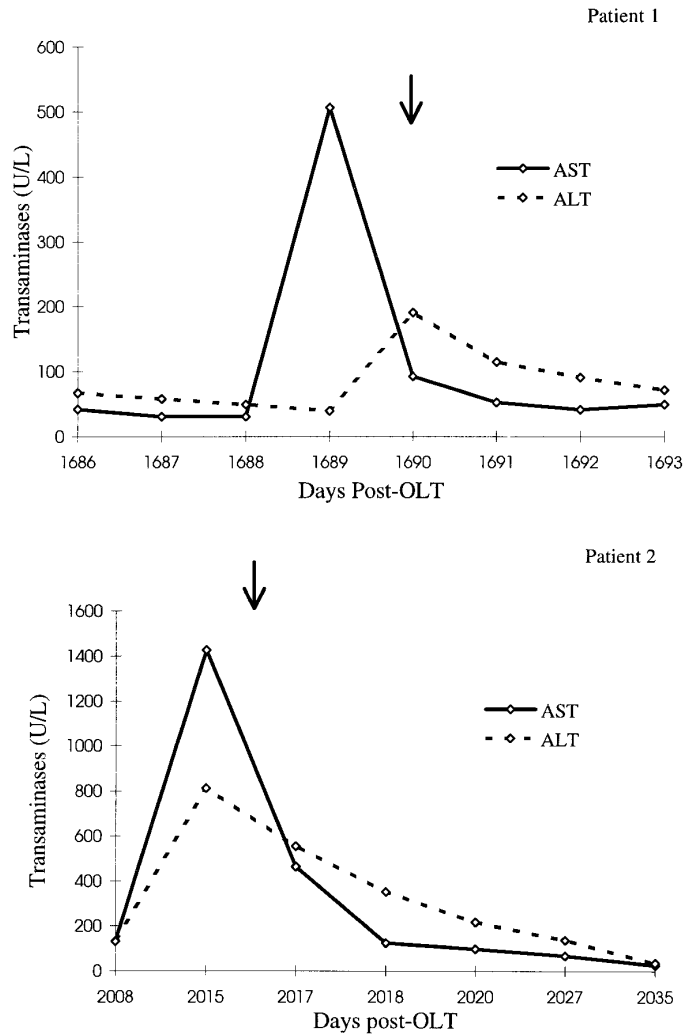 Patient 1
600
500
400
300
200
100
0
Transaminases (U/L)
AST
ALT
1686 1687 1688 1689 1690 1691 1692 1693
Days Post-OLT
Patient 2
1600
1400
1200
1000
800
600
400
200
0
Transaminases (U/L)
AST
ALT
2008 2015 2017 2018 2020 2027 2035
Days post-OLT